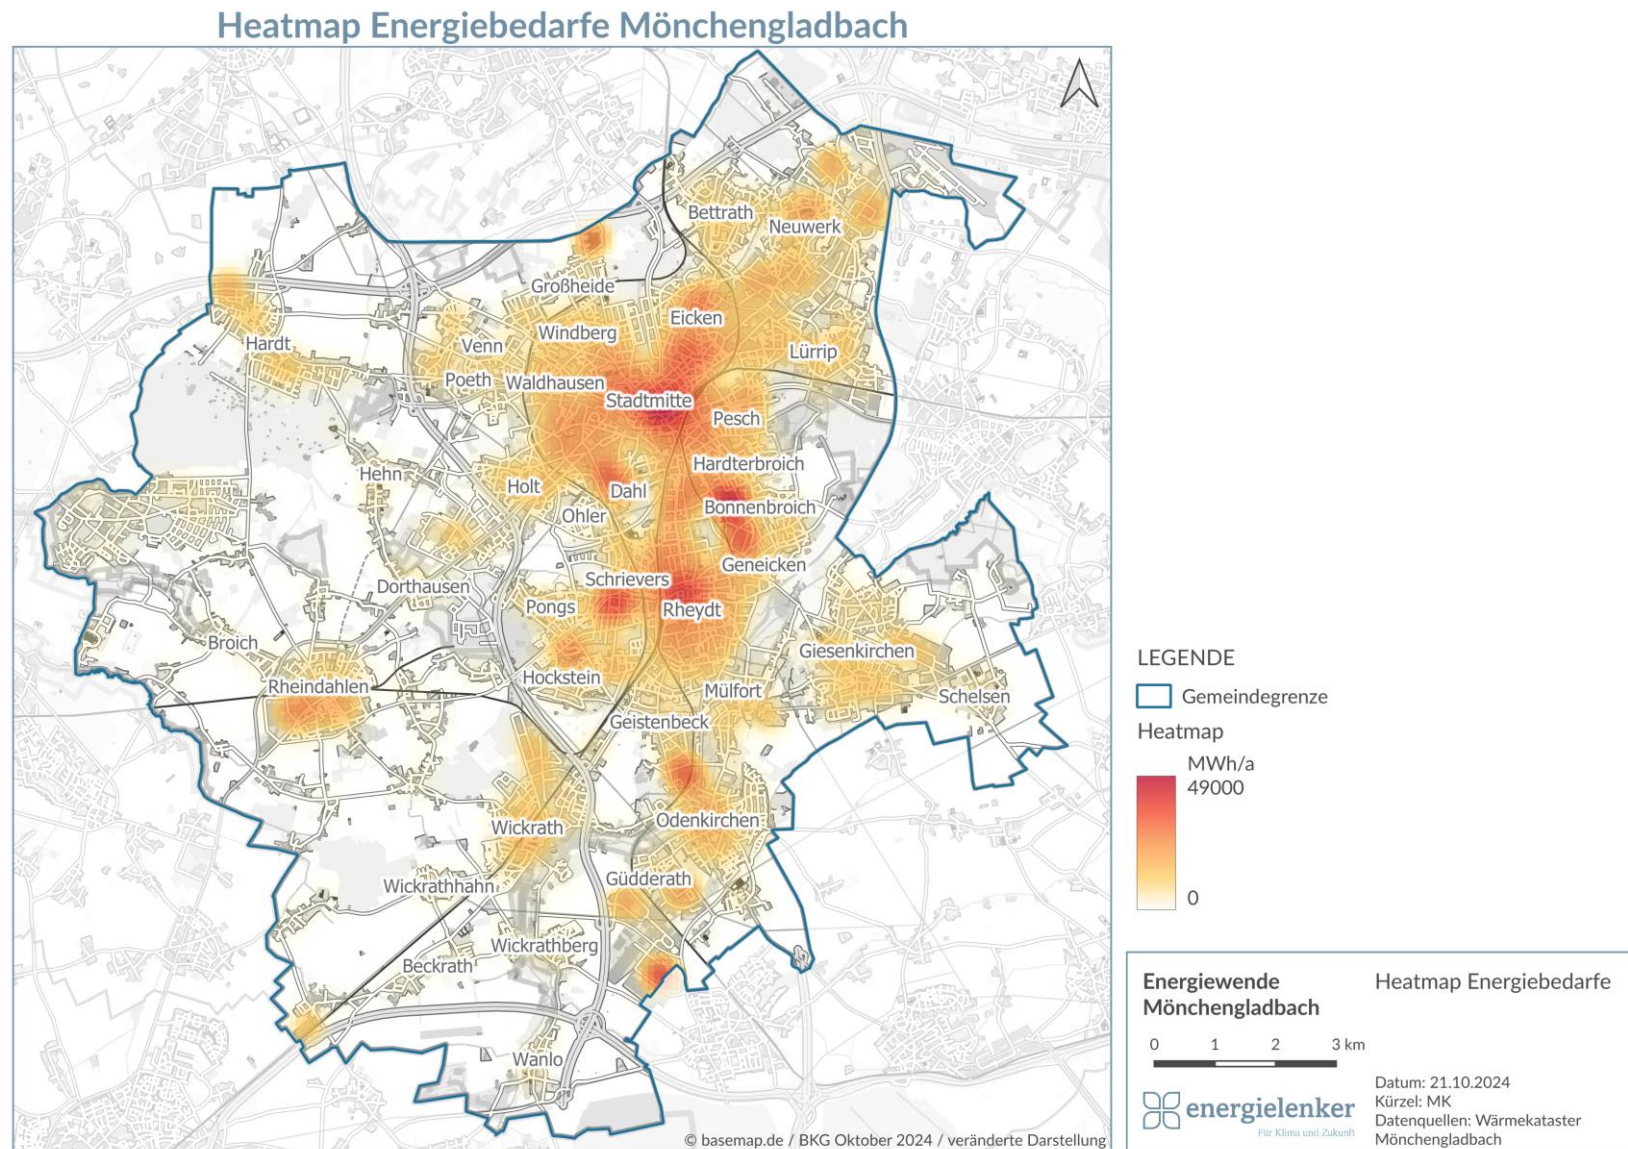 Heatmap Energiebedarfe Mönchengladbach
Bettrath
Neuwerk
Großheide
Eicken
Windberg
Hardt
Venn
Lürrip
Poeth
Waldhausen
Stadtmitte
Pesch
Hardterbroich
Hehn
Holt
Dahl
Bonnenbroich
Ohler
Geneicken
Schrievers
Dorthausen
Pongs
Rheydt
Broich
Giesenkirchen
Hockstein
Rheindahlen
Mülfort
Schelsen
Geistenbeck
Odenkirchen
Wickrath
Güdderath
Wickrathhahn
Wickrathberg
Beckrath
Wanlo
© basemap.de / BKG Oktober 2024 / veränderte Darstellung
LEGENDE
Gemeindegrenze
Heatmap
MWh/a
49000
0
Energiewende
Mönchengladbach
Heatmap Energiebedarfe
0 1 2 3 km
energielenker
Für Klima und Zukunft
Datum: 21.10.2024
Kürzel: MK
Datenquellen: Wärmekataster
Mönchengladbach